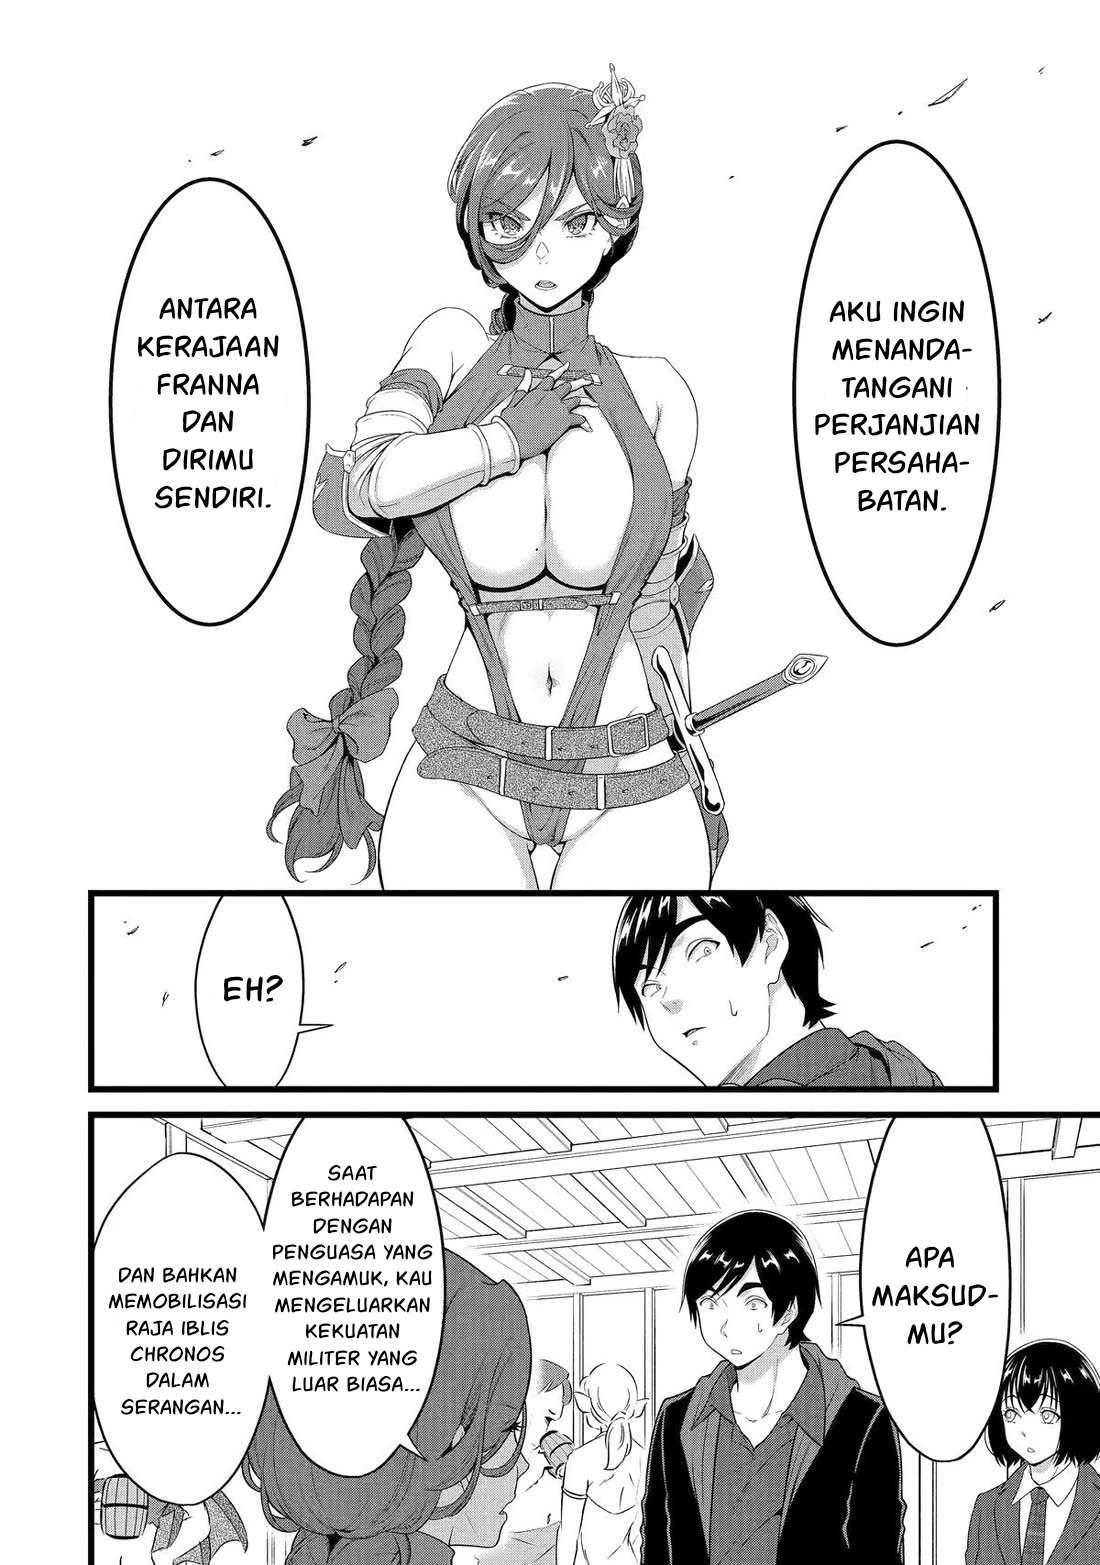 AKU INGIN
MENANDA-
TANGANI
PERJANJIAN
PERSAHA-
BATAN.
ANTARA
KERAJAAN
FRANNA
DAN
DIRIMU
SENDIRI.
EH?
APA
MAKSUD-
MU?
SAAT
BERHADAPAN
DENGAN
PENGUASA YANG
MENGAMUK, KAU
MENGELUARKAN
KEKUATAN
MILITER YANG
LUAR BIASA...
DAN BAHKAN
MEMOBILISASI
RAJA IBLIS
CHRONOS
DALAM
SERANGAN...